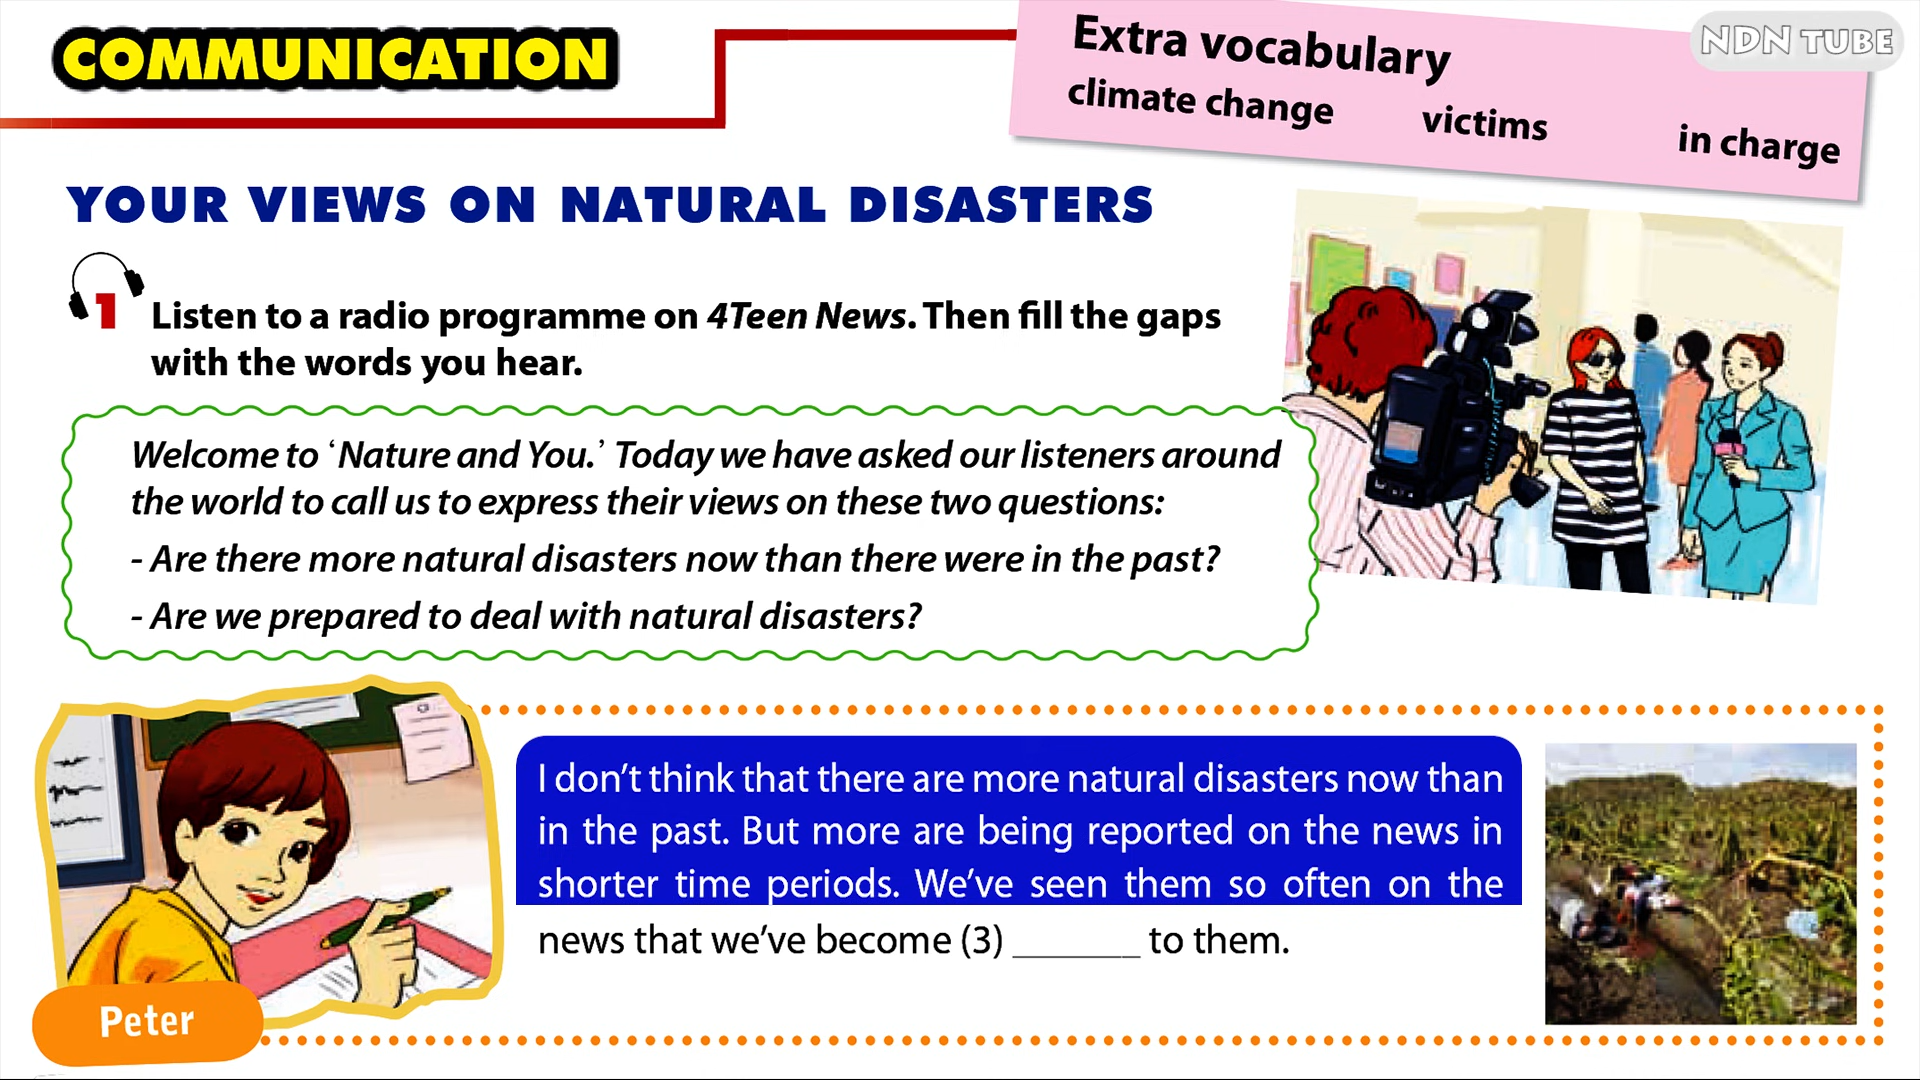 COMMUNICATION
Extra vocabulary
climate change victims in charge
NDN TUBE
YOUR VIEWS ON NATURAL DISASTERS
1 Listen to a radio programme on 4Teen News. Then fill the gaps
with the words you hear.
Welcome to ‘Nature and You.’ Today we have asked our listeners around
the world to call us to express their views on these two questions:
- Are there more natural disasters now than there were in the past?
- Are we prepared to deal with natural disasters?
I don’t think that there are more natural disasters now than
in the past. But more are being reported on the news in
shorter time periods. We’ve seen them so often on the
news that we’ve become (3) _______ to them.
Peter